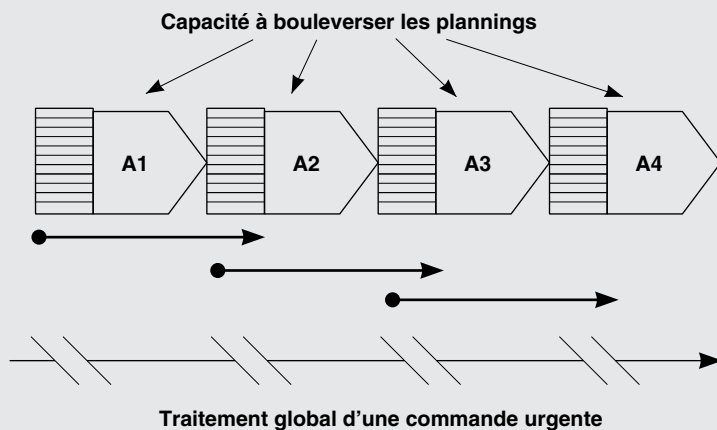 Capacité à bouleverser les plannings
A1 A2 A3 A4
Traitement global d'une commande urgente